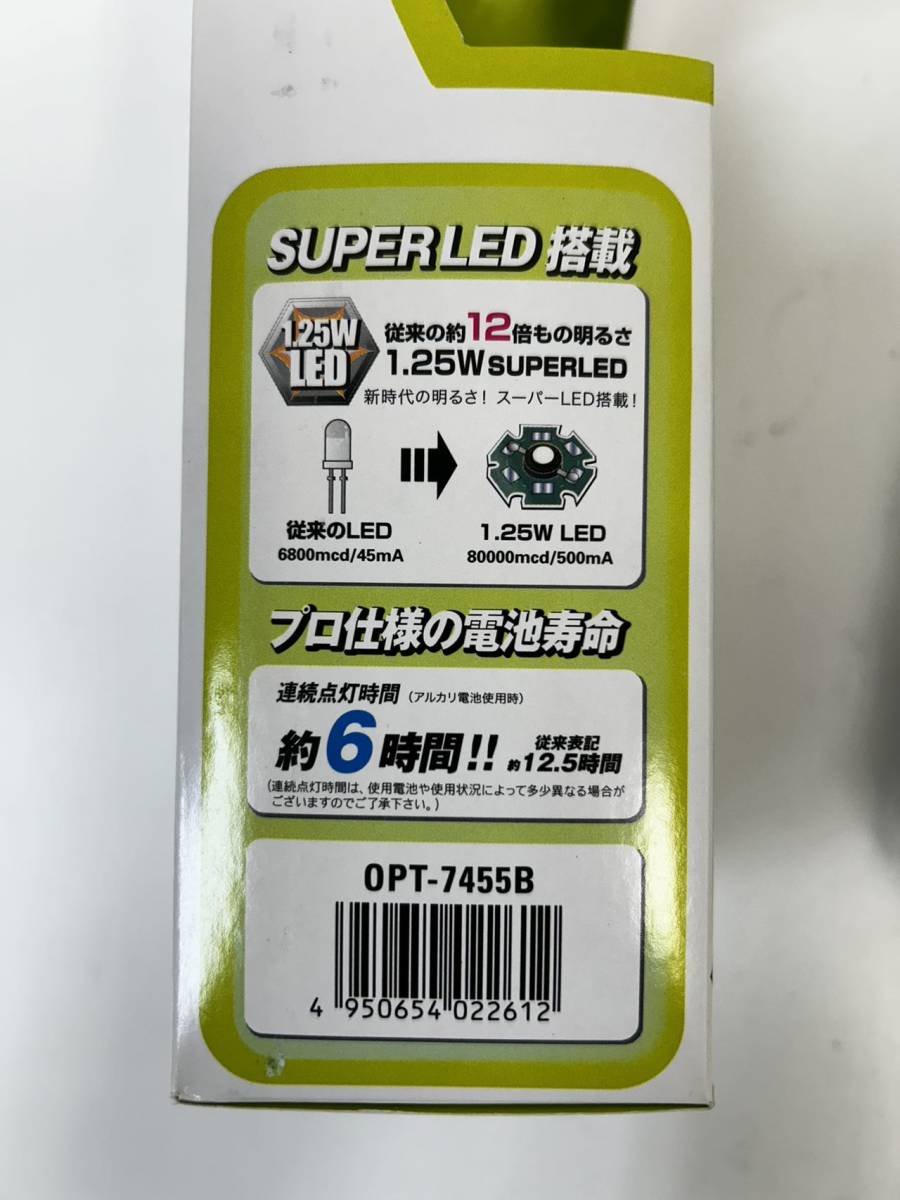 SUPER LED 搭載
1.25W
LED
従来の約12倍もの明るさ
1.25W SUPERLED
新時代の明るさ! スーパーLED搭載!
従来のLED
6800mcd/45mA
1.25W LED
80000mcd/500mA
プロ仕様の電池寿命
連続点灯時間 (アルカリ電池使用時)
約6時間!! 従来表記
約12.5時間
(連続点灯時間は、使用電池や使用状況によって多少異なる場合が
ございますのでご了承下さい。)
OPT-7455B
4 950654 022612